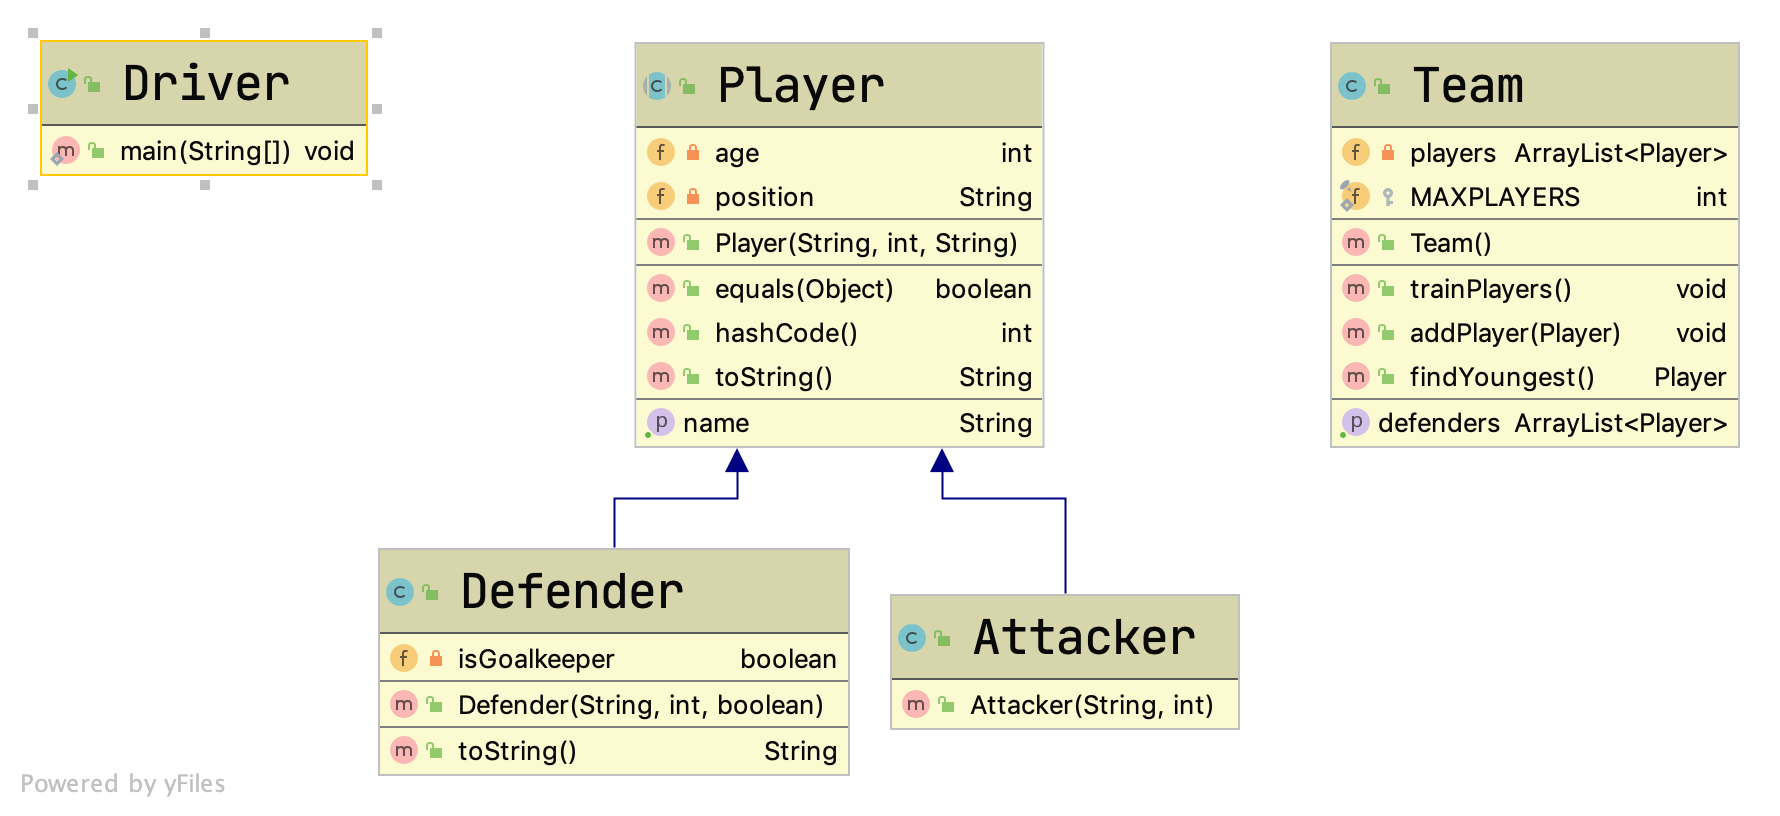 Driver
main(String[]) void
Player
age int
position String
Player(String, int, String)
equals(Object) boolean
hashCode() int
toString() String
name String
Team
players ArrayList<Player>
MAXPLAYERS int
Team()
trainPlayers() void
addPlayer(Player) void
findYoungest() Player
defenders ArrayList<Player>
Defender
isGoalkeeper boolean
Defender(String, int, boolean)
toString() String
Attacker
Attacker(String, int)
Powered by yFiles